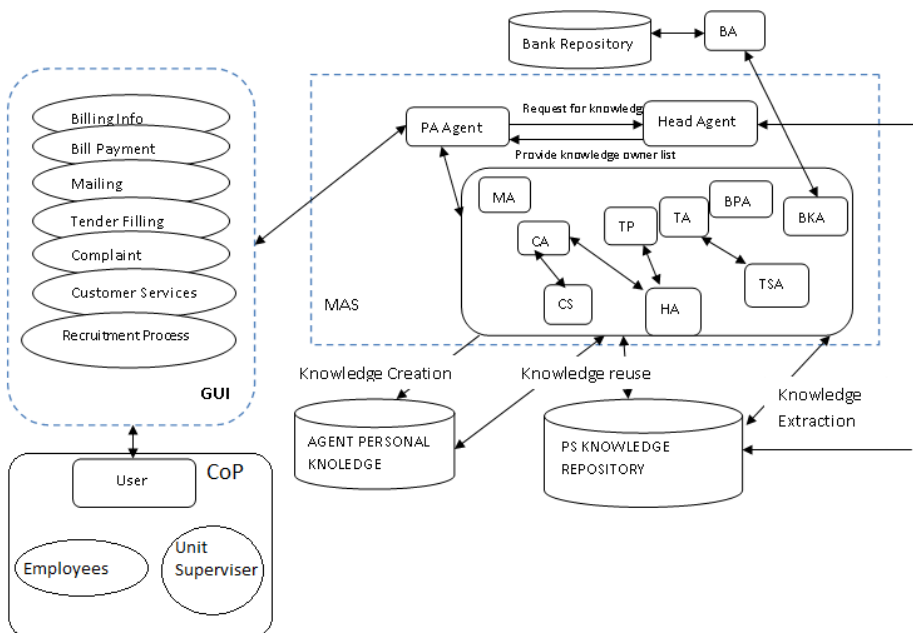 Bank Repository
BA
Billing Info
Bill Payment
Mailing
Tender Filling
Complaint
Customer Services
Recruitment Process
GUI
PA Agent
Request for knowledg
Head Agent
Provide knowledge owner list
MA
CA
CS
TP
TA
BPA
BKA
HA
TSA
MAS
Knowledge Creation
Knowledge reuse
Knowledge
Extraction
AGENT PERSONAL
KNOLEDGE
PS KNOWLEDGE
REPOSITORY
User
CoP
Employees
Unit
Superviser